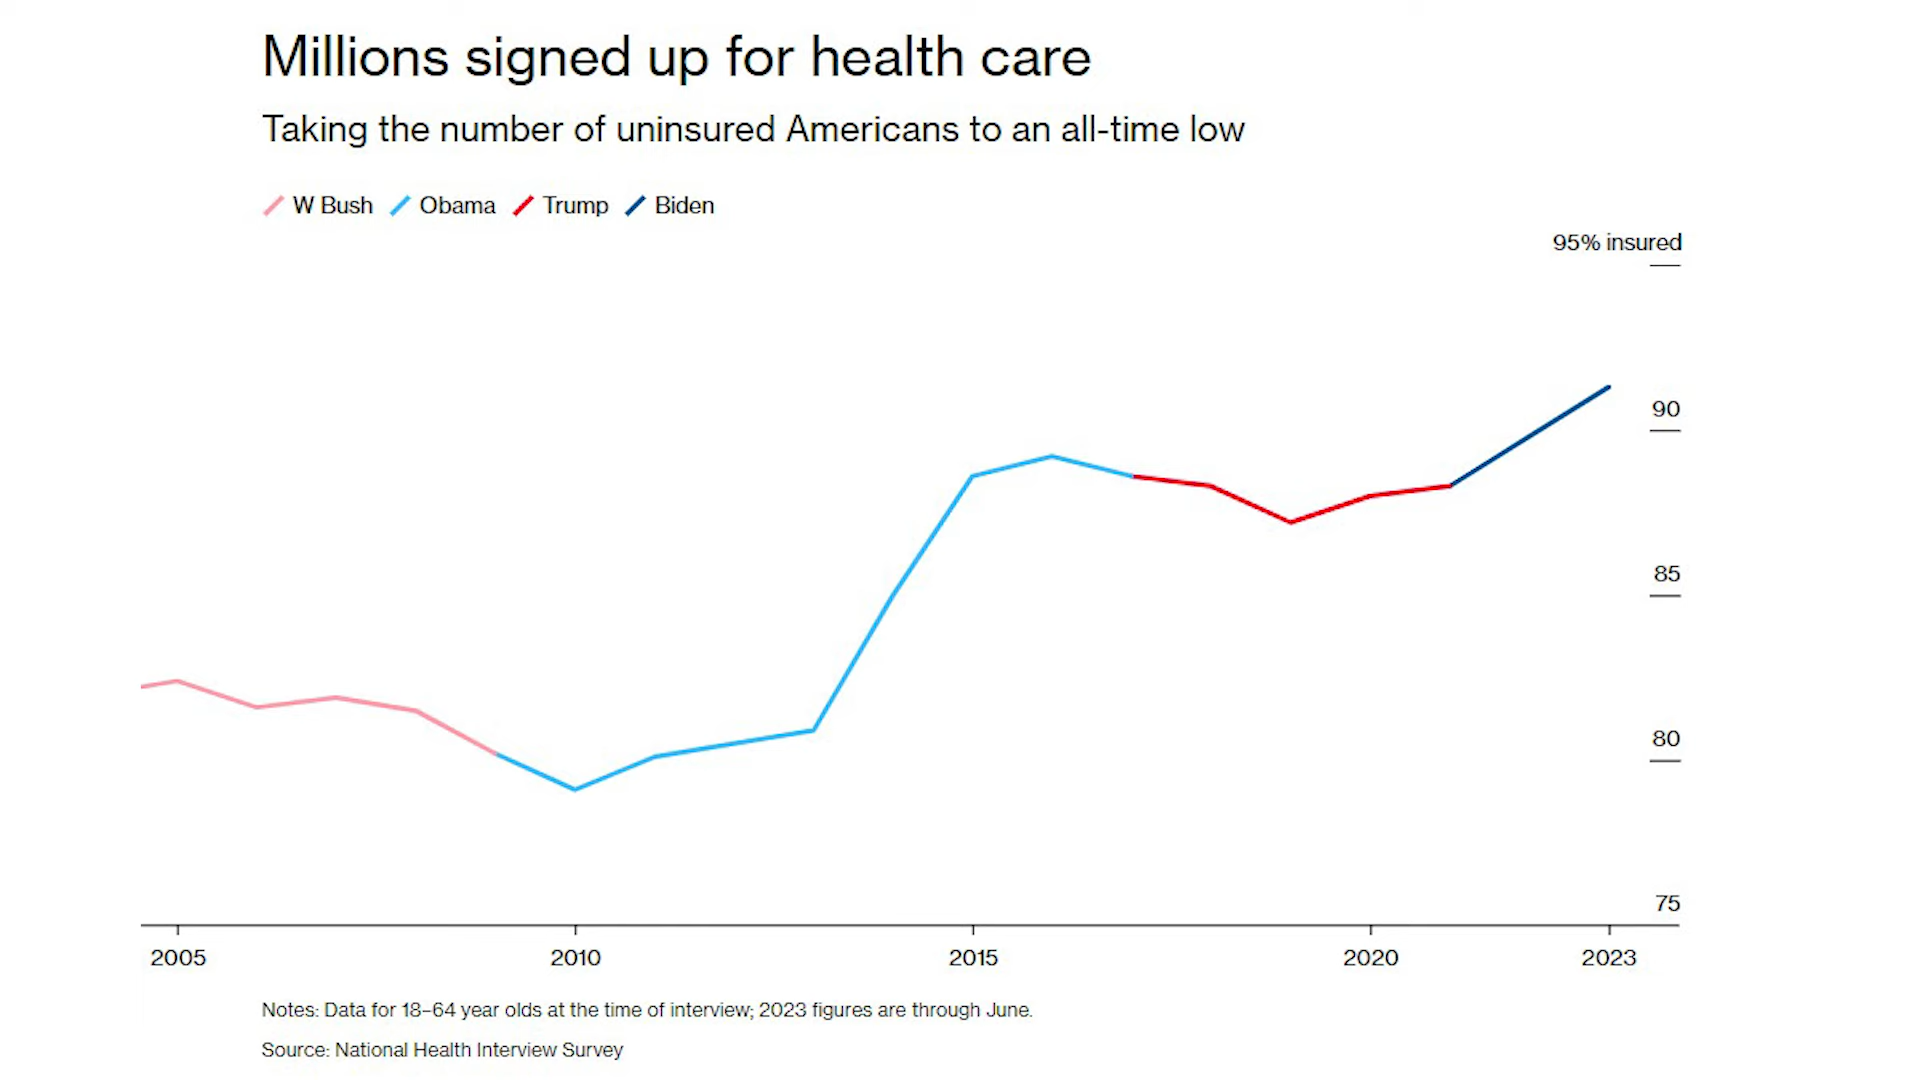 Millions signed up for health care
Taking the number of uninsured Americans to an all-time low
W Bush Obama Trump Biden
95% insured
90
85
80
75
2005 2010 2015 2020 2023
Notes: Data for 18–64 year olds at the time of interview; 2023 figures are through June.
Source: National Health Interview Survey